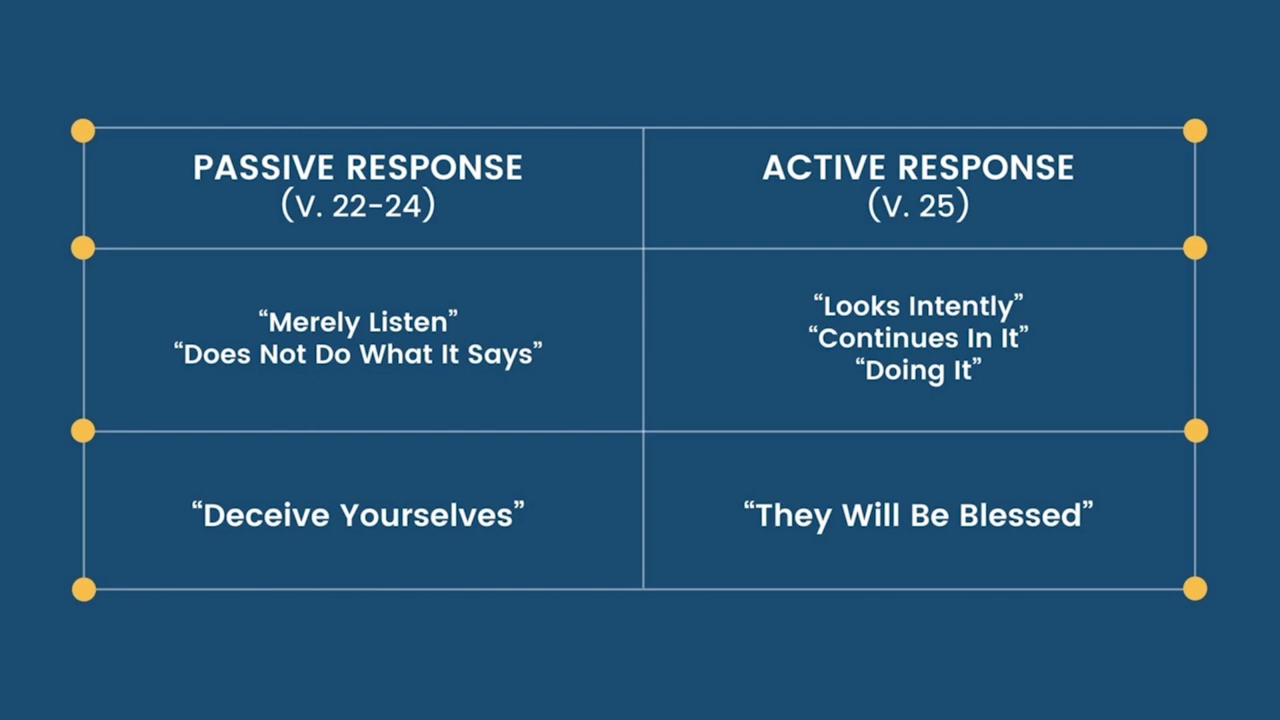 PASSIVE RESPONSE
(V. 22-24)
ACTIVE RESPONSE
(V. 25)
“Merely Listen”
“Does Not Do What It Says”
“Looks Intently”
“Continues In It”
“Doing It”
“Deceive Yourselves”
“They Will Be Blessed”